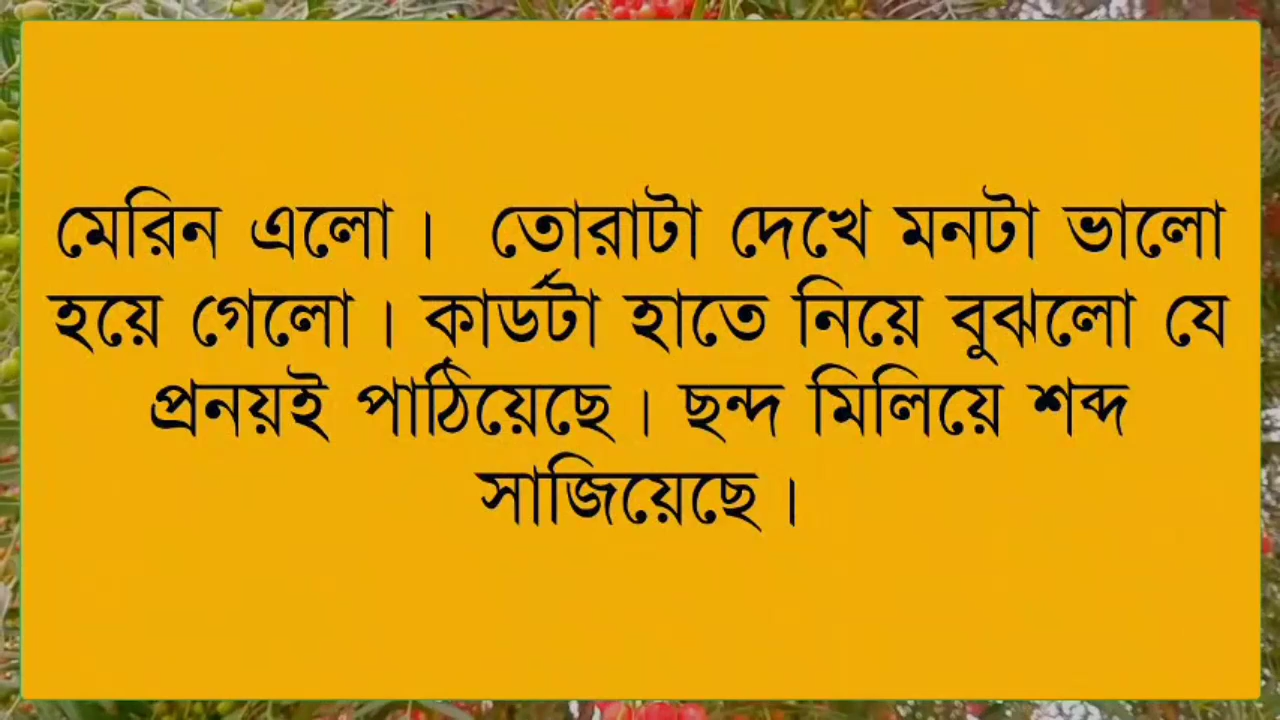 মেরিন এলো। তোরাটা দেখে মনটা ভালো
হয়ে গেলো। কার্ডটা হাতে নিয়ে বুঝলো যে
প্রনয়ই পাঠিয়েছে। ছন্দ মিলিয়ে শব্দ
সাজিয়েছে।